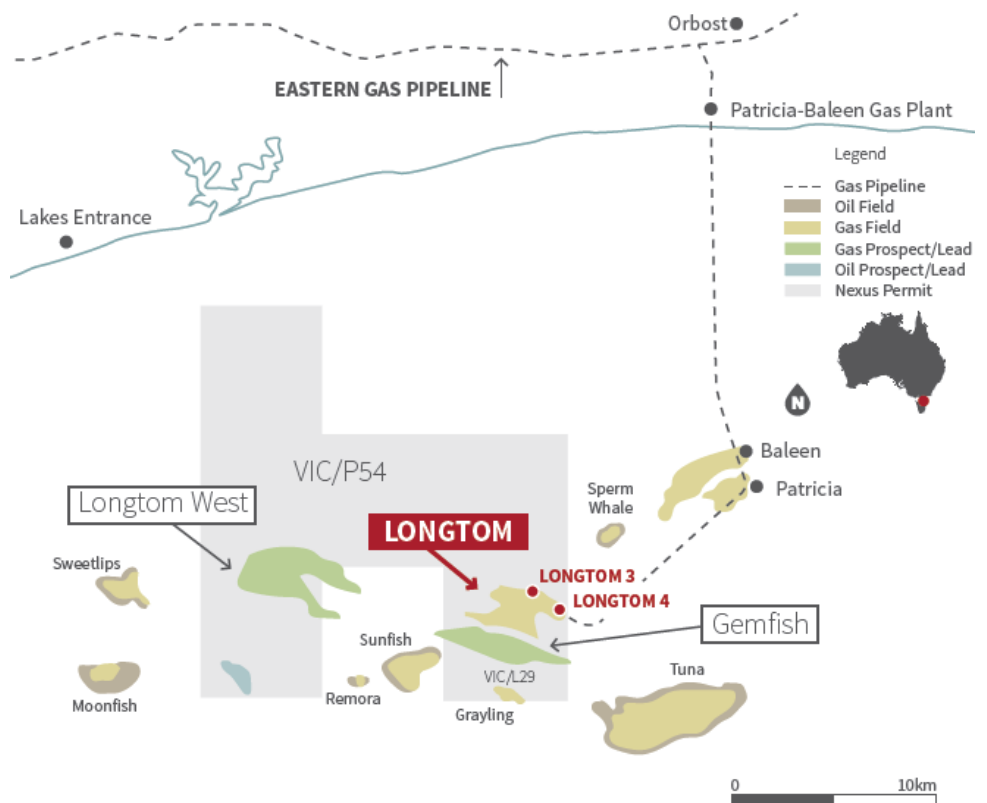 Orbost
EASTERN GAS PIPELINE
Patricia-Baleen Gas Plant
Legend
Gas Pipeline
Oil Field
Gas Field
Gas Prospect/Lead
Oil Prospect/Lead
Nexus Permit
Lakes Entrance
N
Baleen
Patricia
VIC/P54
Longtom West
Sperm
Whale
LONGTOM
Sweetlips
LONGTOM 3
LONGTOM 4
Gemfish
Sunfish
VIC/L29
Tuna
Moonfish
Remora
Grayling
0
10km